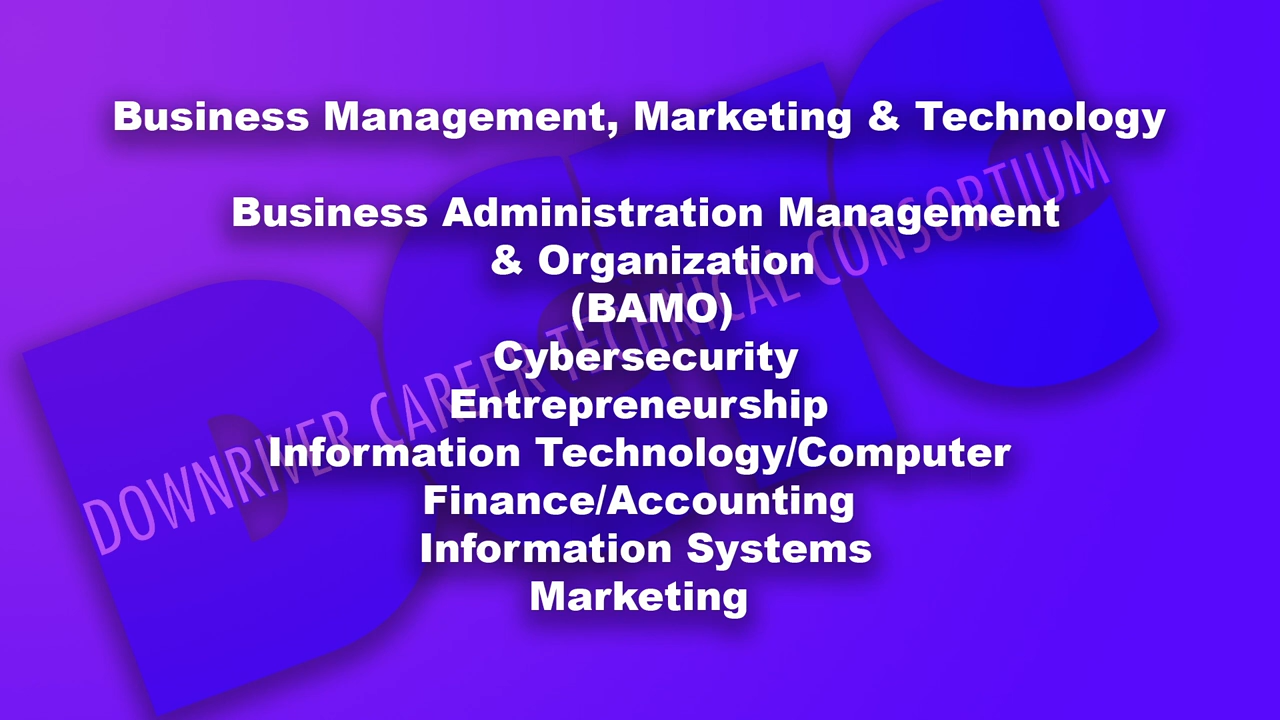 Business Management, Marketing & Technology
Business Administration Management
& Organization
(BAMO)
Cybersecurity
Entrepreneurship
Information Technology/Computer
Finance/Accounting
Information Systems
Marketing
DCTC
DOWNRIVER CAREER TECHNICAL CONSORTIUM